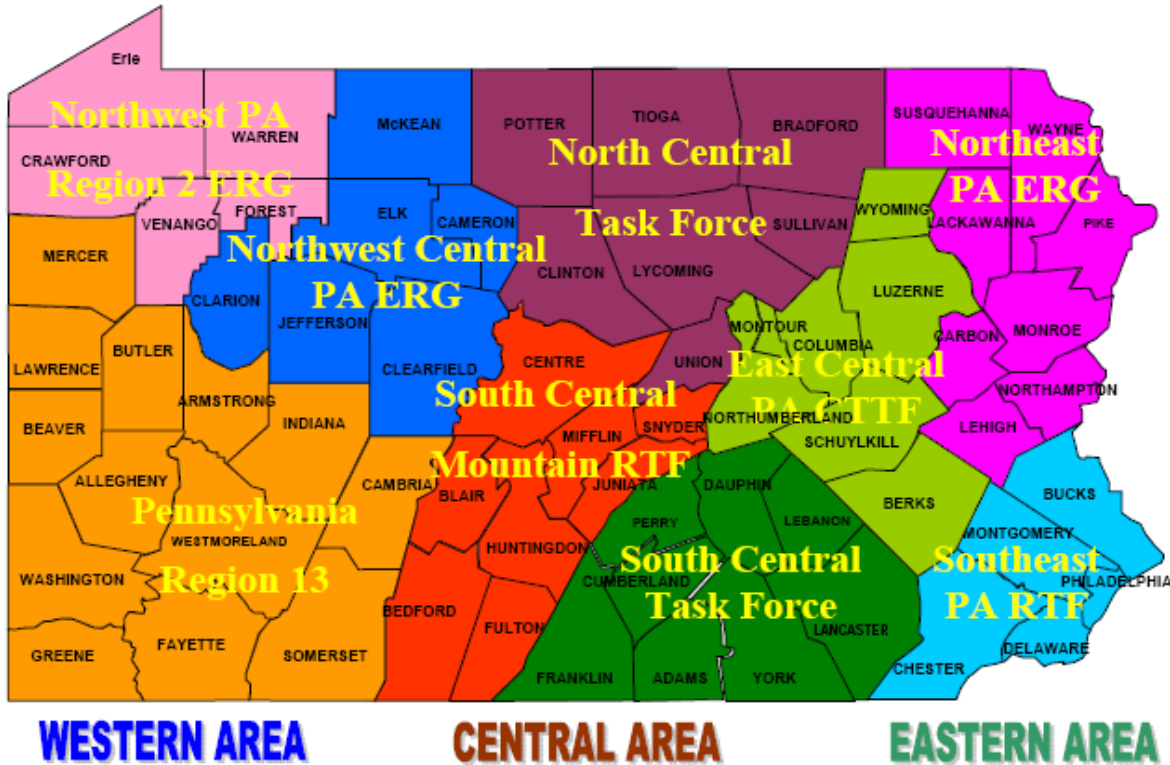 Erie
Northwest PA
WARREN
McKEAN
POTTER
TIOGA
BRADFORD
SUSQUEHANNA
WAYNE
CRAWFORD
North Central
Northeast
Region 2 ERG
PA ERG
VENANGO
FOREST
ELK
CAMERON
Task Force
SULLIVAN
WYOMING
LACKAWANNA
PIKE
MERCER
Northwest Central
CLINTON
LYCOMING
CLARION
PA ERG
LUZERNE
JEFFERSON
MONTOUR
COLUMBIA
CARBON
MONROE
LAWRENCE
BUTLER
CLEARFIELD
CENTRE
UNION
East Central
South Central
NORTHAMPTON
ARMSTRONG
PA CTTF
NORTHUMBERLAND
BEAVER
INDIANA
MIFFLIN
SNYDER
SCHUYLKILL
LEHIGH
Mountain RTF
ALLEGHENY
CAMBRIA
BLAIR
JUNIATA
DAUPHIN
BERKS
BUCKS
Pennsylvania
PERRY
LEBANON
MONTGOMERY
WESTMORELAND
HUNTINGDON
South Central
Southeast
WASHINGTON
Region 13
CUMBERLAND
PHILADELPHIA
BEDFORD
FULTON
Task Force
PA RTF
LANCASTER
GREENE
FAYETTE
SOMERSET
FRANKLIN
ADAMS
YORK
CHESTER
DELAWARE
WESTERN AREA
CENTRAL AREA
EASTERN AREA